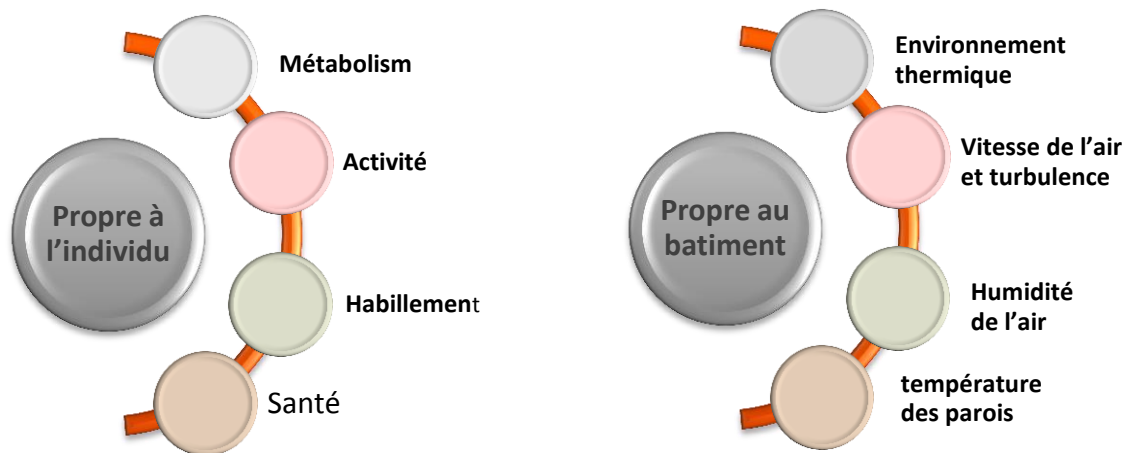 Propre à
l’individu
Métabolism
Activité
Habillement
Santé
Propre au
batiment
Environnement
thermique
Vitesse de l’air
et turbulence
Humidité
de l’air
température
des parois